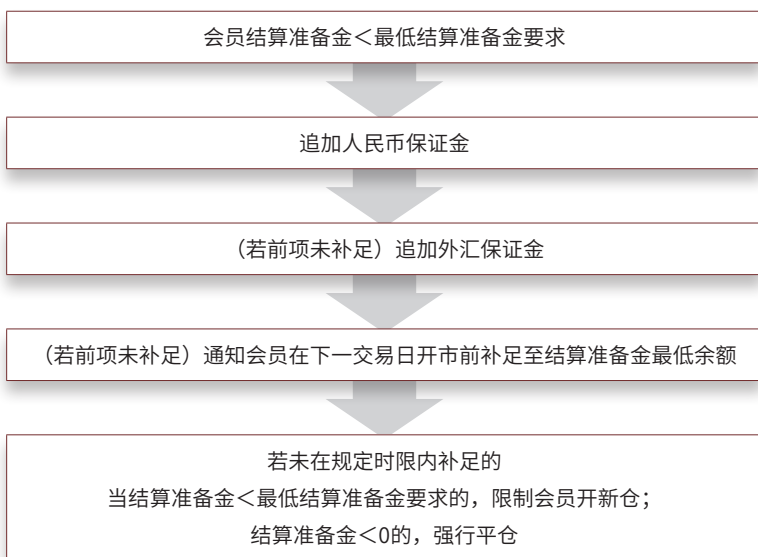 会员结算准备金＜最低结算准备金要求
追加人民币保证金
（若前项未补足）追加外汇保证金
（若前项未补足）通知会员在下一交易日开市前补足至结算准备金最低余额
若未在规定时限内补足的
当结算准备金＜最低结算准备金要求的，限制会员开新仓；
结算准备金＜0的，强行平仓